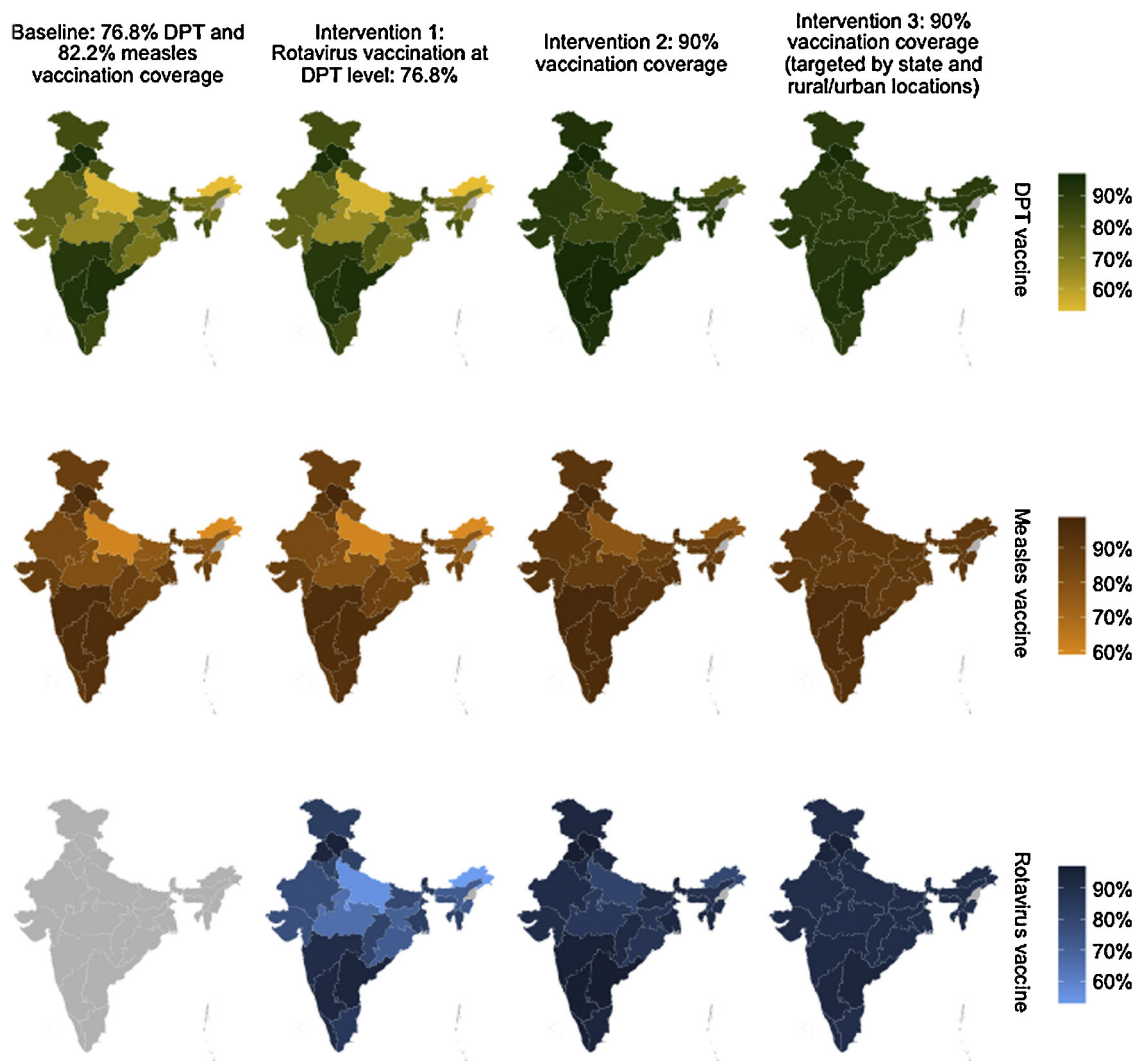 Baseline: 76.8% DPT and
82.2% measles
vaccination coverage
Intervention 1:
Rotavirus vaccination at
DPT level: 76.8%
Intervention 2: 90%
vaccination coverage
Intervention 3: 90%
vaccination coverage
(targeted by state and
rural/urban locations)
DPT vaccine
90%
80%
70%
60%
Measles vaccine
90%
80%
70%
60%
Rotavirus vaccine
90%
80%
70%
60%